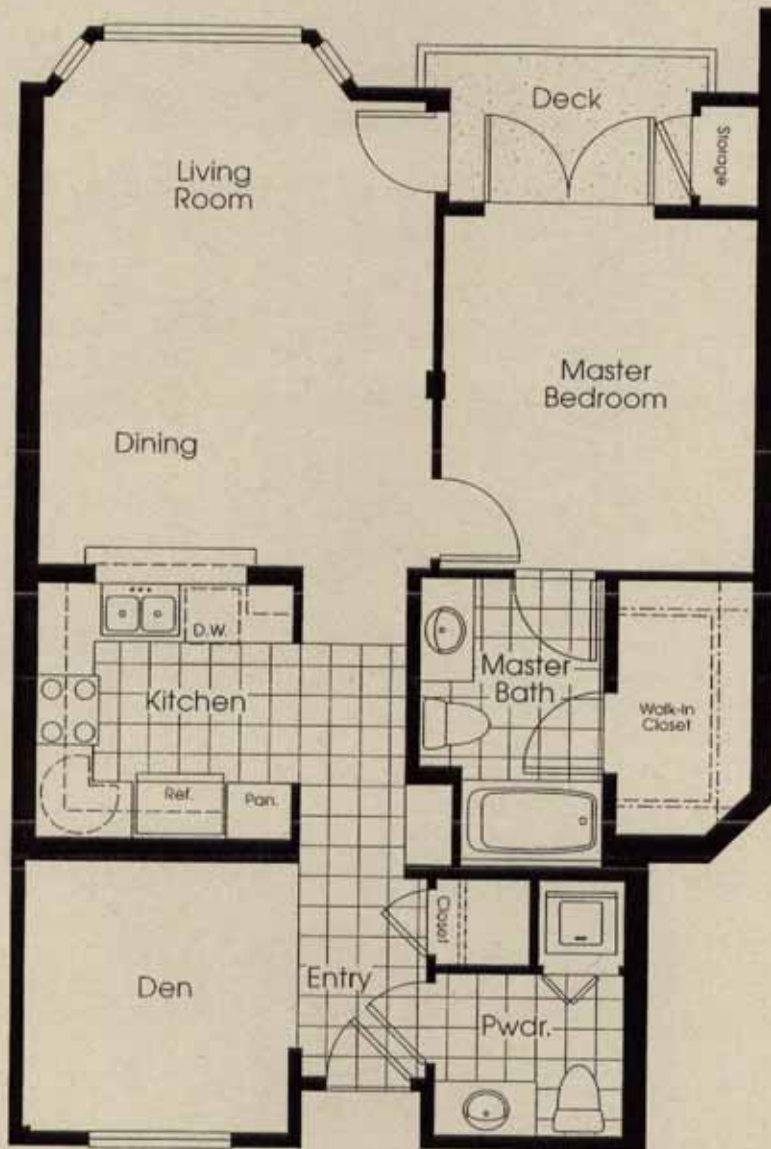 Deck
Storage
Living
Room
Master
Bedroom
Dining
D.W.
Kitchen
Master
Bath
Walk-In
Closet
Ref.
Pan.
Closet
Entry
Den
Pwdr.